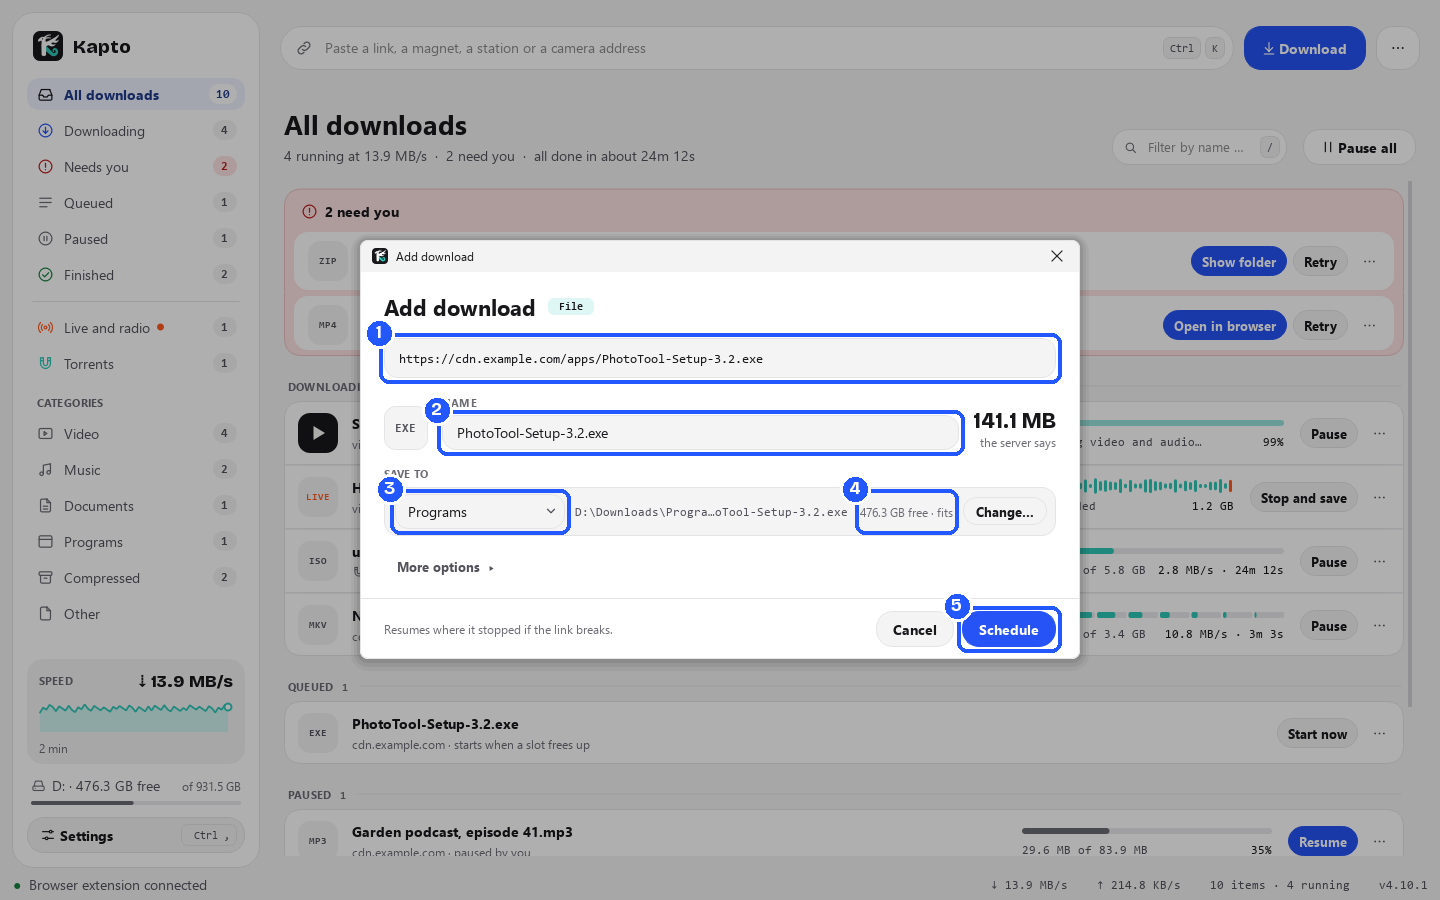 Kapto
Paste a link, a magnet, a station or a camera address
Ctrl K
Download
All downloads 10
Downloading 4
Needs you 2
Queued 1
Paused 1
Finished 2
Live and radio 1
Torrents 1
CATEGORIES
Video 4
Music 2
Documents 1
Programs 1
Compressed 2
Other
SPEED 13.9 MB/s
2 min
D: · 476.3 GB free of 931.5 GB
Settings Ctrl ,
Browser extension connected
All downloads
4 running at 13.9 MB/s · 2 need you · all done in about 24m 12s
Filter by name ... /
Pause all
2 need you
ZIP
Show folder Retry
MP4
Open in browser Retry
Add download
Add download File
1
https://cdn.example.com/apps/PhotoTool-Setup-3.2.exe
2
EXE
PhotoTool-Setup-3.2.exe
141.1 MB
the server says
SAVE TO
3
Programs
D:\Downloads\Progra…oTool-Setup-3.2.exe
4
476.3 GB free · fits
Change...
More options
Resumes where it stopped if the link breaks.
Cancel
5
Schedule
video and audio… 99%
Pause
LIVE
1.2 GB
Stop and save
ISO
of 5.8 GB 2.8 MB/s · 24m 12s
Pause
MKV
of 3.4 GB 10.8 MB/s · 3m 3s
Pause
QUEUED 1
EXE
PhotoTool-Setup-3.2.exe
cdn.example.com · starts when a slot frees up
Start now
PAUSED 1
MP3
Garden podcast, episode 41.mp3
cdn.example.com · paused by you
29.6 MB of 83.9 MB 35%
Resume
↓ 13.9 MB/s ↑ 214.8 KB/s 10 items · 4 running v4.10.1